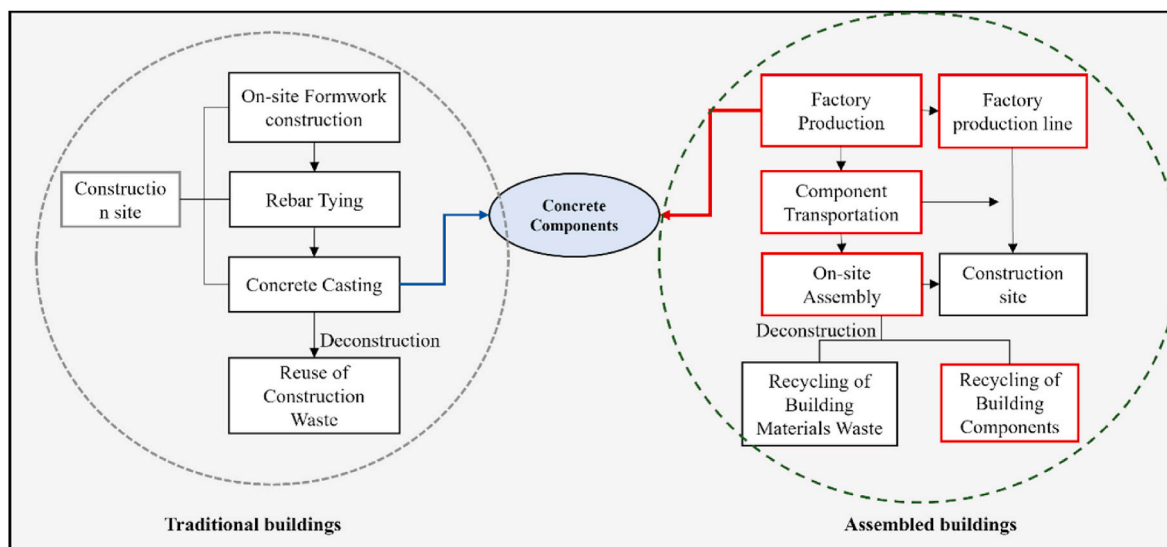 On-site Formwork
construction
Constructio
n site
Rebar Tying
Concrete Casting
Deconstruction
Reuse of
Construction
Waste
Traditional buildings
Concrete
Components
Factory
Production
Factory
production line
Component
Transportation
On-site
Assembly
Construction
site
Deconstruction
Recycling of
Building
Materials Waste
Recycling of
Building
Components
Assembled buildings